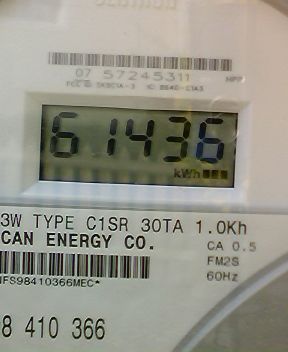 07 57245311
61436
kWh
3W TYPE C1SR 30TA 1.0Kh
CAN ENERGY CO.
CA 0.5
FM2S
60Hz
IFS98410366MEC*
8 410 366